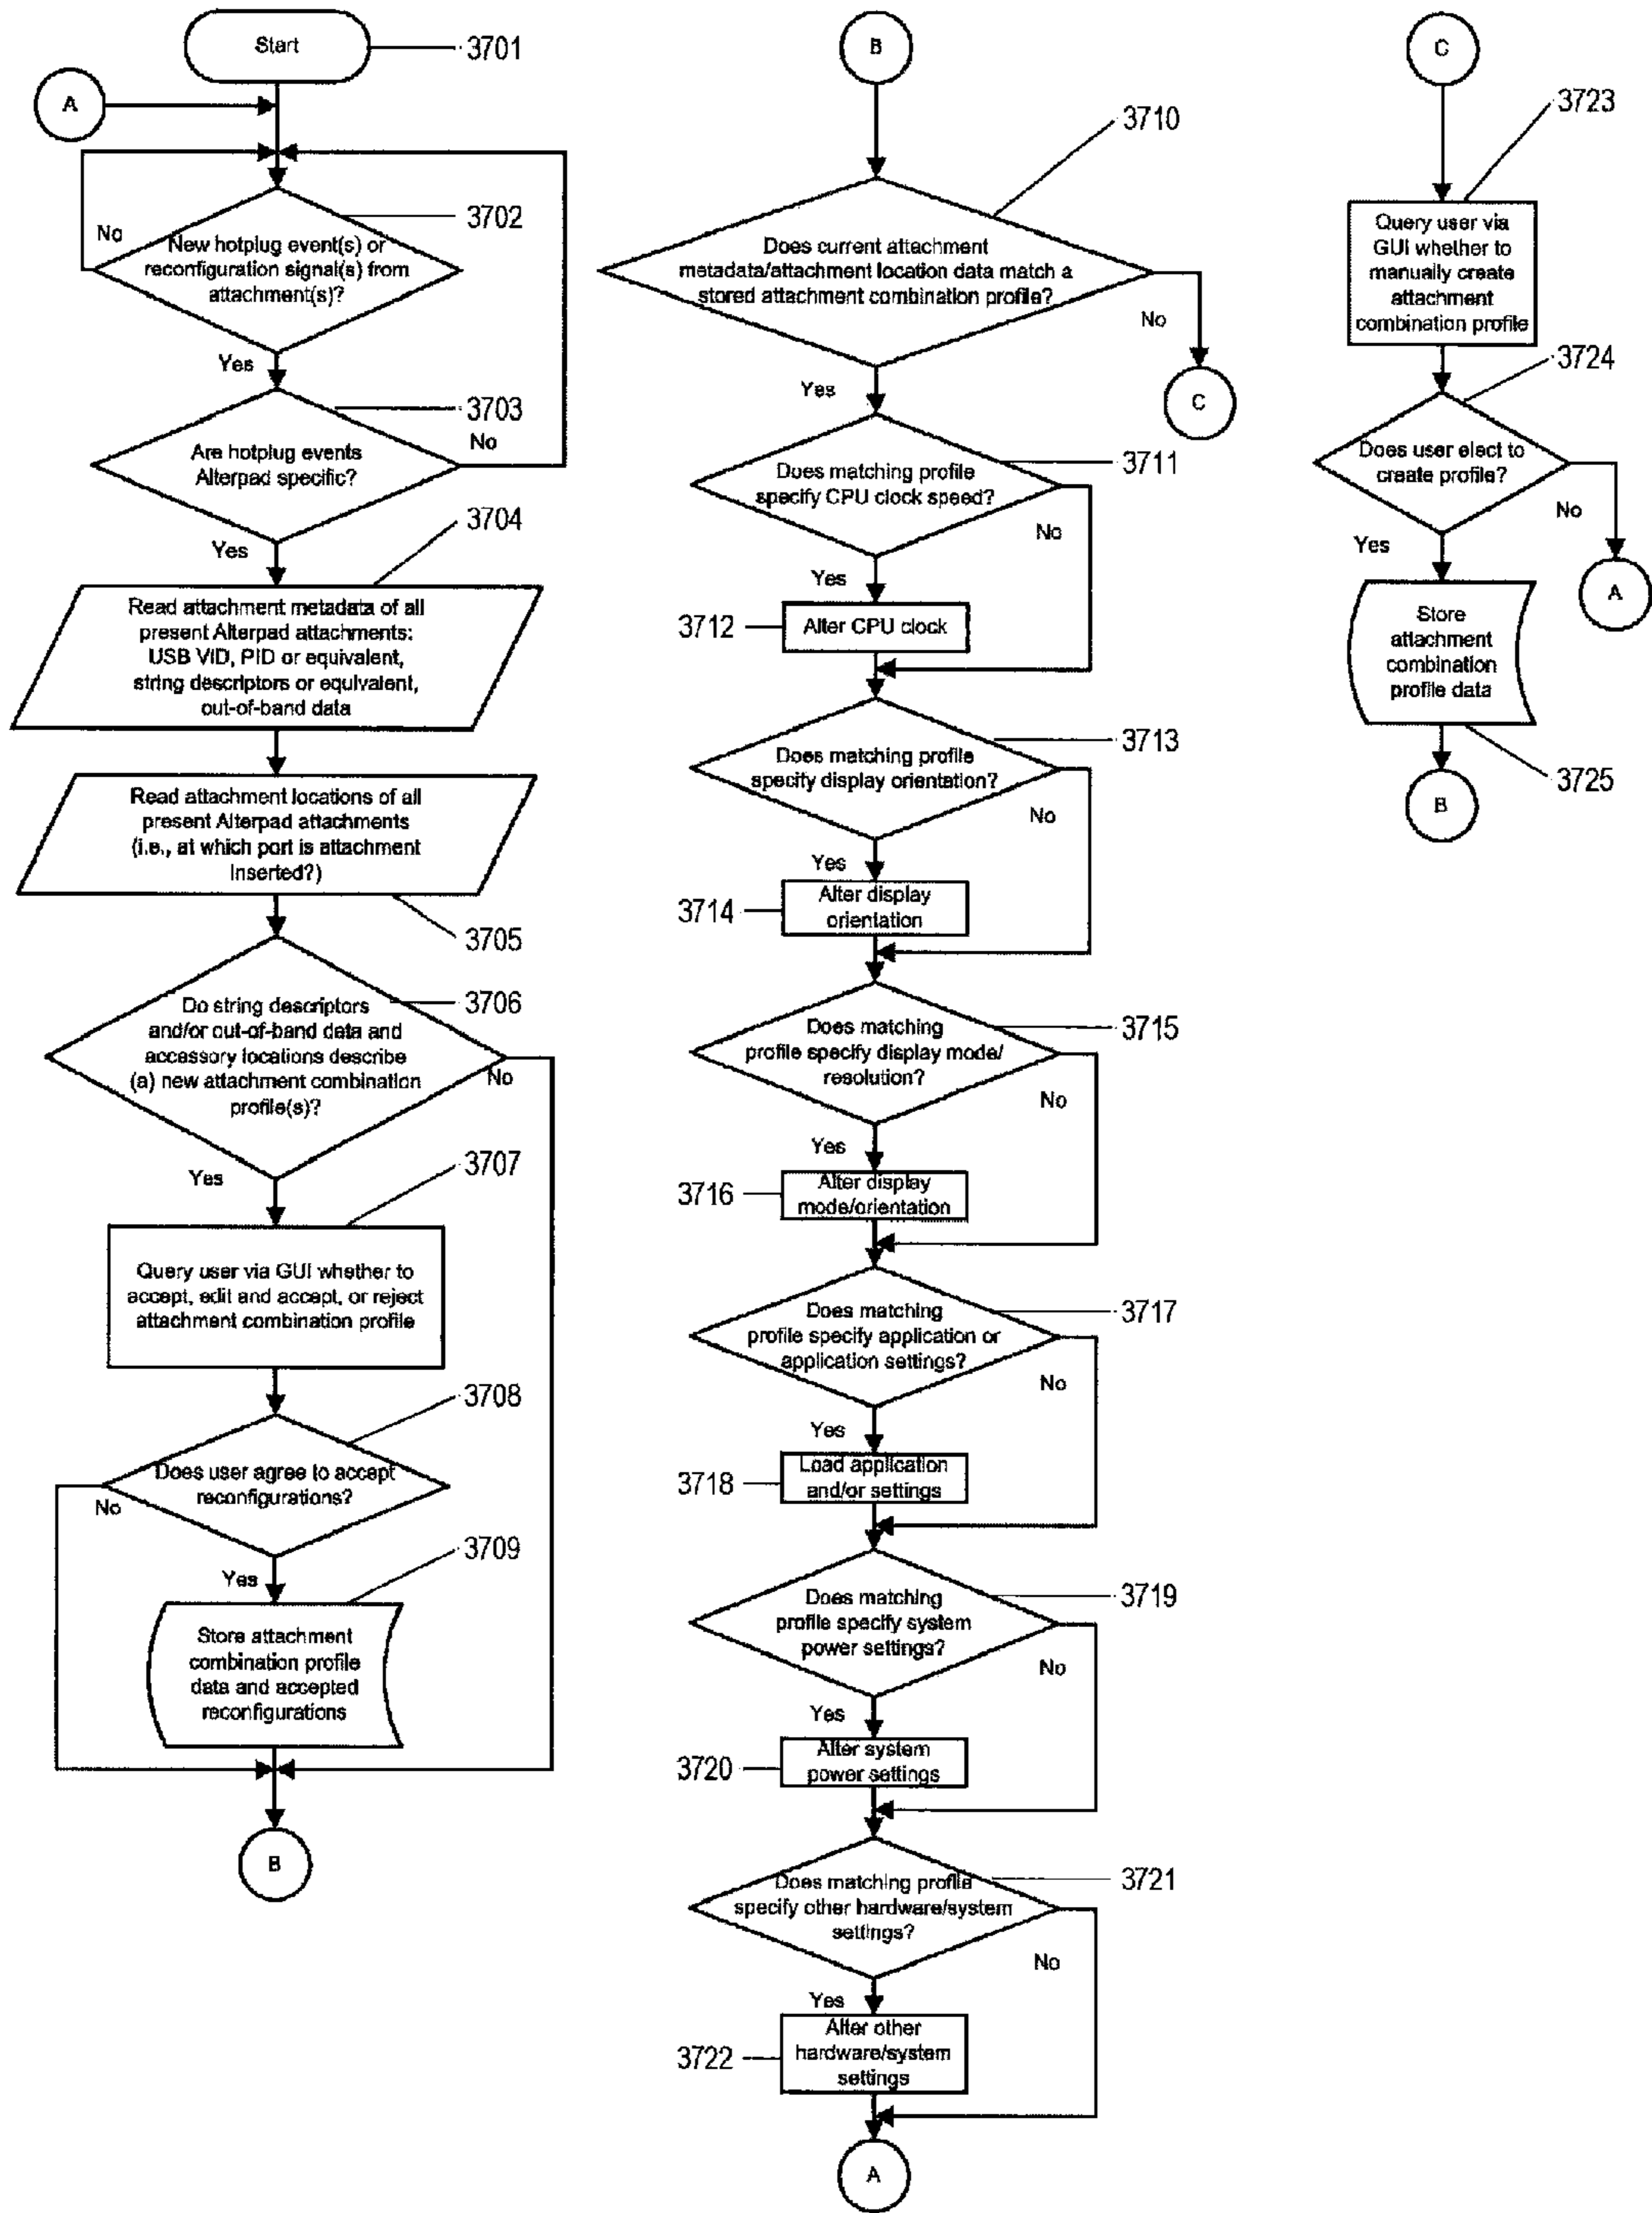 Start
3701
A
3702
No
New hotplug event(s) or
reconfiguration signal(s) from
attachment(s)?
Yes
3703
No
Are hotplug events
Alterpad specific?
3704
Yes
Read attachment metadata of all
present Alterpad attachments:
USB VID, PID or equivalent,
string descriptors or equivalent,
out-of-band data
Read attachment locations of all
present Alterpad attachments
(i.e., at which port is attachment
inserted?)
3705
3706
Do string descriptors
and/or out-of-band data and
accessory locations describe
(a) new attachment combination
profile(s)?
No
Yes
3707
Query user via GUI whether to
accept, edit and accept, or reject
attachment combination profile
3708
Does user agree to accept
reconfigurations?
No
3709
Yes
Store attachment
combination profile
data and accepted
reconfigurations
B
B
3710
Does current attachment
metadata/attachment location data match a
stored attachment combination profile?
No
Yes
C
3711
Does matching profile
specify CPU clock speed?
No
Yes
3712
Alter CPU clock
3713
Does matching profile
specify display orientation?
No
Yes
3714
Alter display
orientation
3715
Does matching
profile specify display mode/
resolution?
No
Yes
3716
Alter display
mode/orientation
3717
Does matching
profile specify application or
application settings?
No
Yes
3718
Load application
and/or settings
3719
Does matching
profile specify system
power settings?
No
Yes
3720
Alter system
power settings
3721
Does matching profile
specify other hardware/system
settings?
No
Yes
3722
Alter other
hardware/system
settings
A
C
3723
Query user via
GUI whether to
manually create
attachment
combination profile
3724
Does user elect to
create profile?
No
Yes
A
Store
attachment
combination
profile data
3725
B